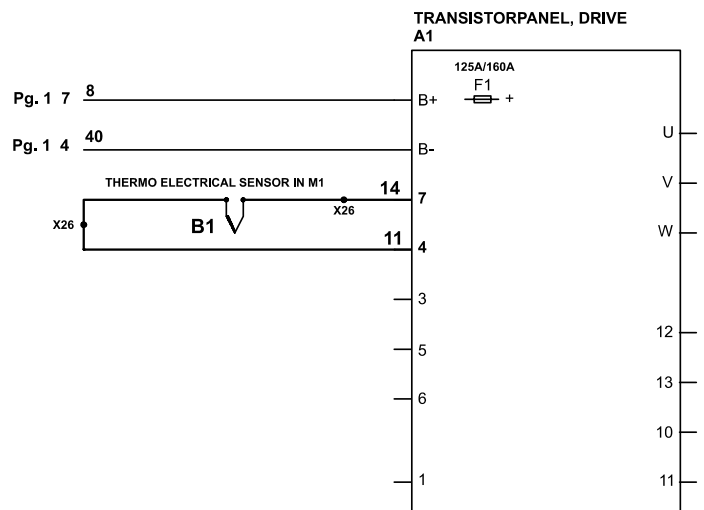 TRANSISTORPANEL, DRIVE
A1
125A/160A
F1
+
Pg. 1 7 8
B+
Pg. 1 4 40
B-
U
THERMO ELECTRICAL SENSOR IN M1
14
7
V
X26
X26
B1
W
11
4
3
12
5
13
6
10
1
11